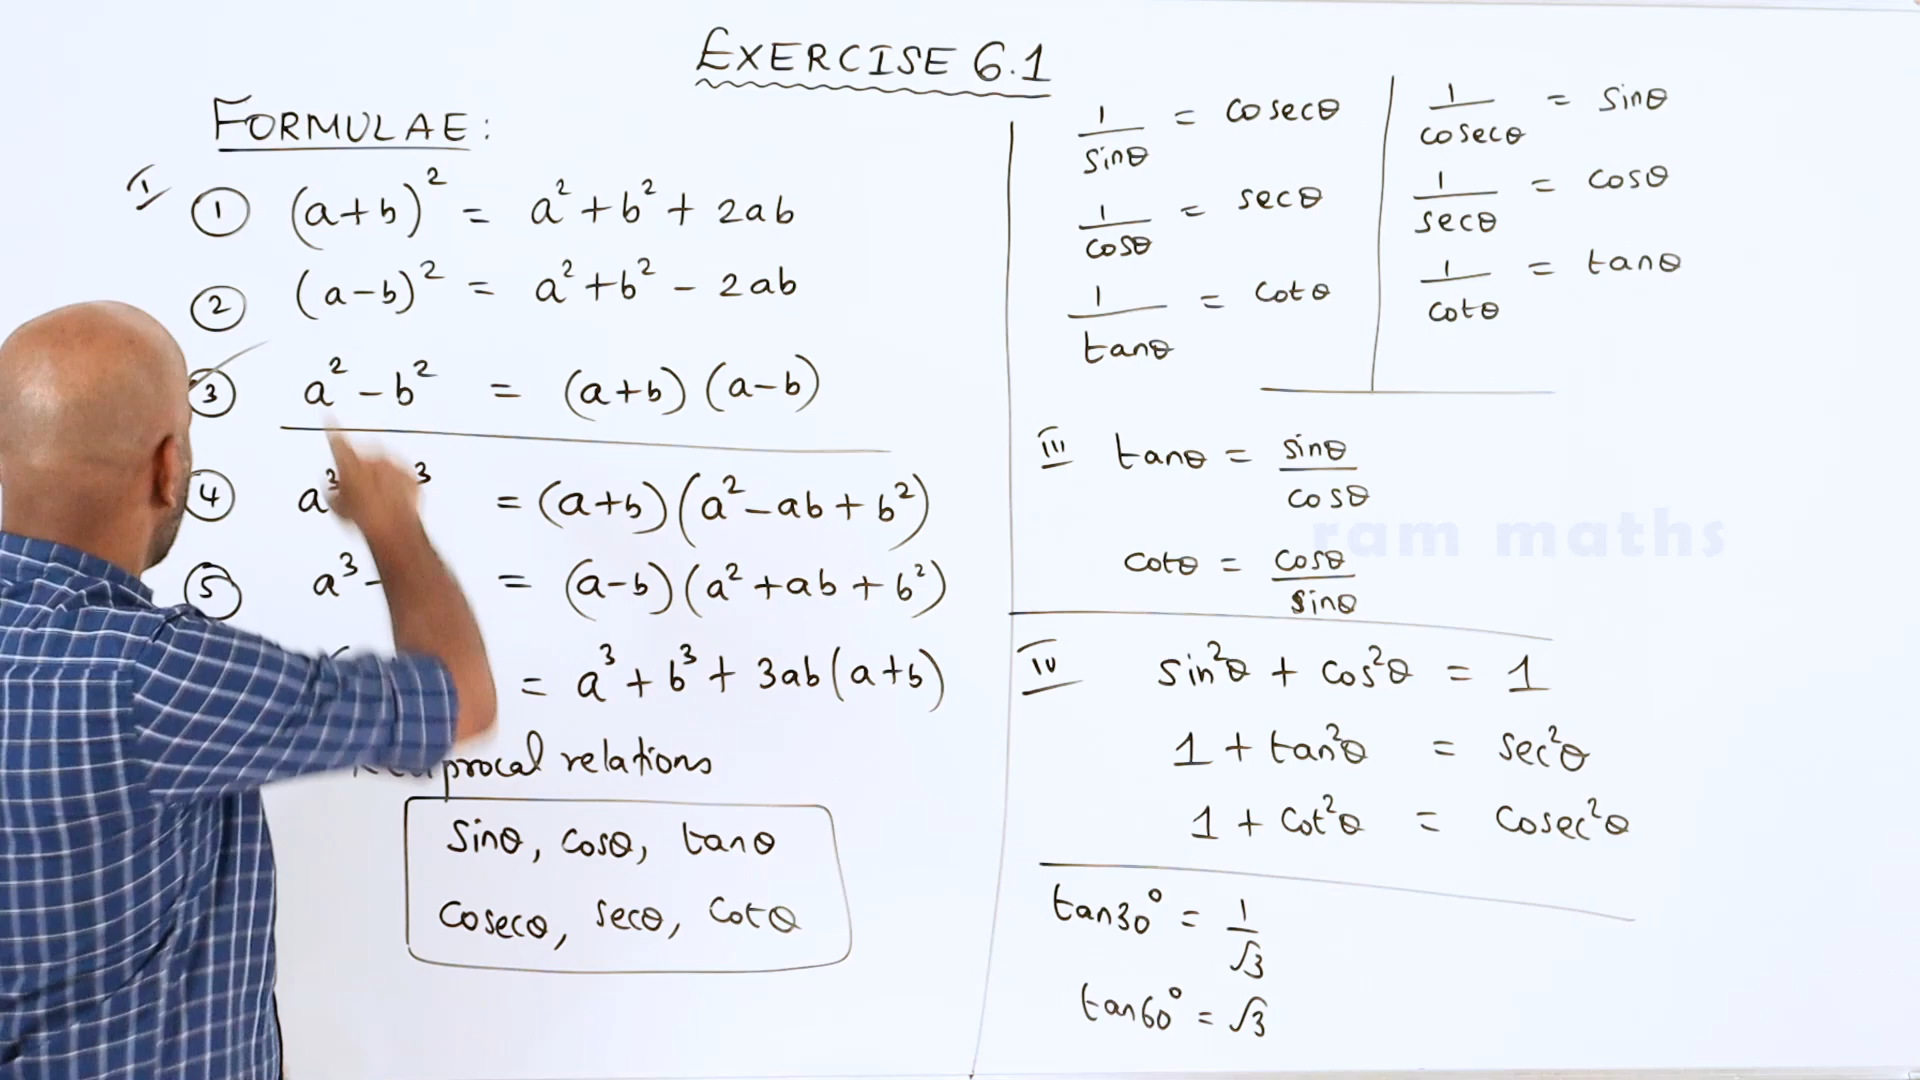 EXERCISE 6.1
FORMULAE:
I
① (a+b)² = a²+b²+2ab
② (a-b)² = a²+b²-2ab
③ a²-b² = (a+b)(a-b)
④ a³ ³ = (a+b)(a²-ab+b²)
⑤ a³- = (a-b)(a²+ab+b²)
= a³+b³+3ab(a+b)
relations
sinθ, cosθ, tanθ
cosecθ, secθ, cotθ
1/sinθ = cosecθ
1/cosθ = secθ
1/tanθ = cotθ
1/cosecθ = sinθ
1/secθ = cosθ
1/cotθ = tanθ
III tanθ = sinθ/cosθ
ram maths
cotθ = cosθ/sinθ
IV sin²θ + cos²θ = 1
1 + tan²θ = sec²θ
1 + cot²θ = cosec²θ
tan30° = 1/√3
tan60° = √3